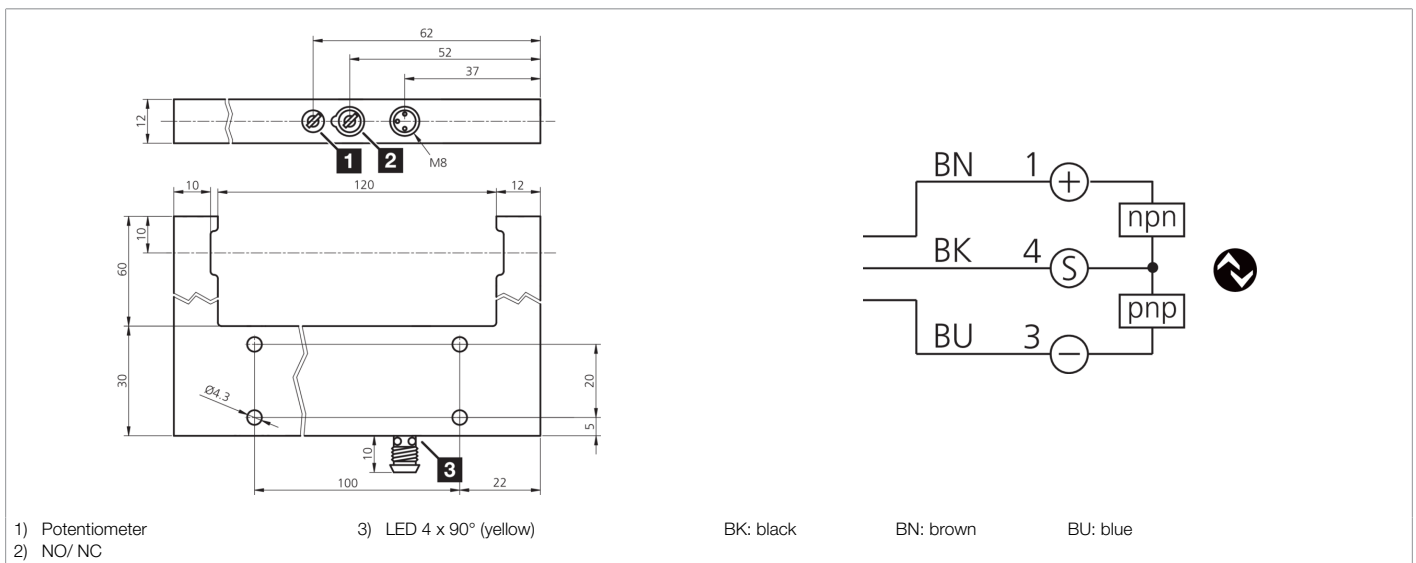 62
52
37
12
1
2
M8
10
120
12
10
60
30
Ø4.3
20
5
10
3
100
22
BN 1 +
npn
BK 4 S
pnp
BU 3 −
1) Potentiometer 3) LED 4 x 90° (yellow) BK: black BN: brown BU: blue
2) NO/ NC